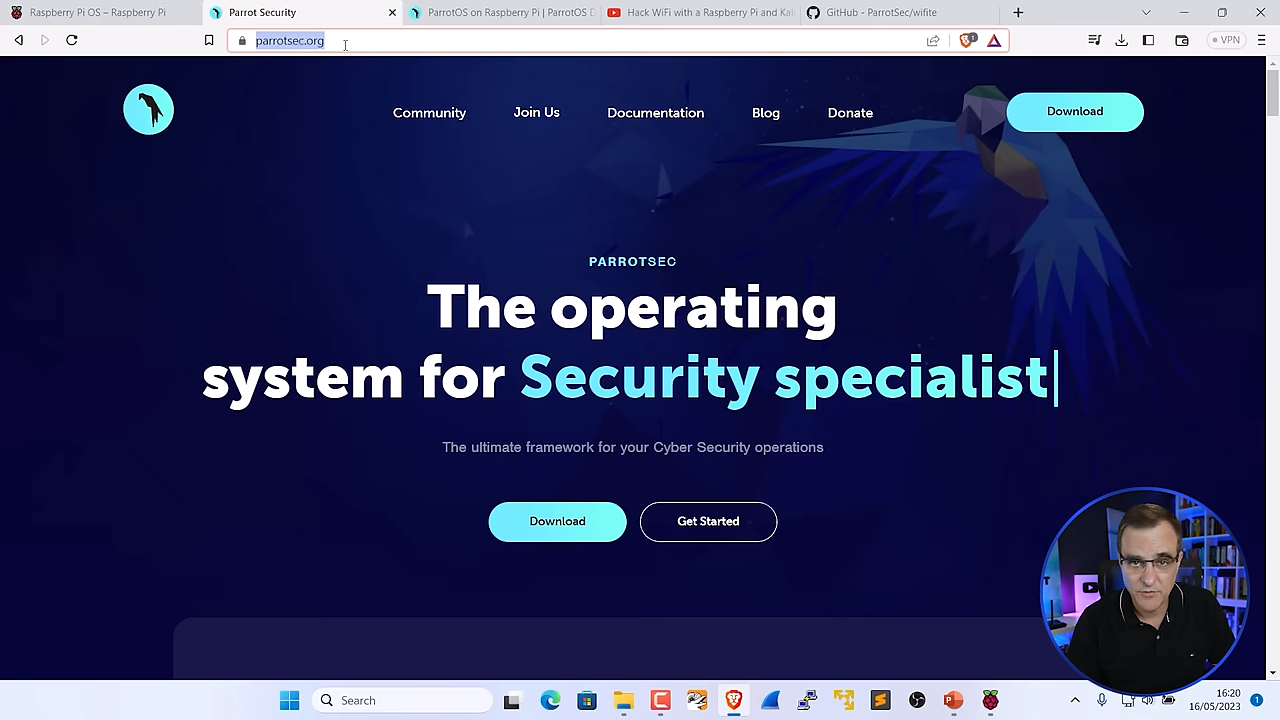 Raspberry Pi OS – Raspberry Pi
Parrot Security
ParrotOS on Raspberry Pi | ParrotOS D
Hack WiFi with a Raspberry Pi and Kal
GitHub - ParrotSec/wifite
parrotsec.org
1
VPN
Community
Join Us
Documentation
Blog
Donate
Download
PARROTSEC
The operating
system for Security specialist
The ultimate framework for your Cyber Security operations
Download
Get Started
Search
16:20
16/05/2023
1